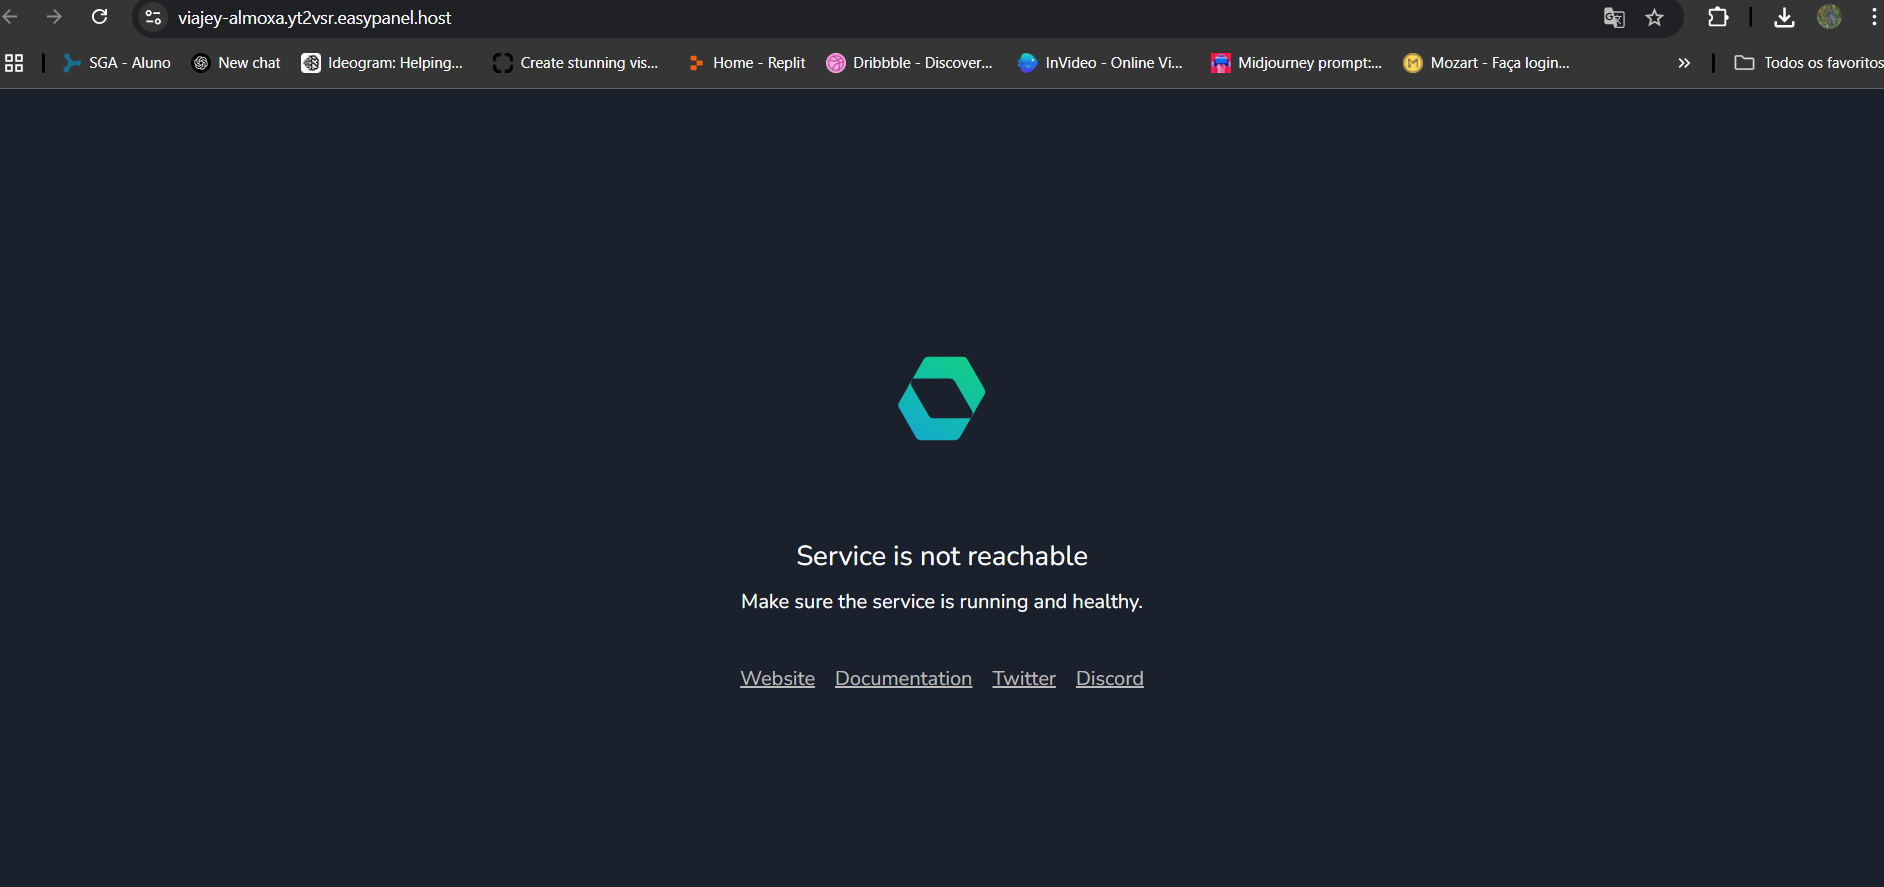 viajey-almoxa.yt2vsr.easypanel.host
SGA - Aluno
New chat
Ideogram: Helping...
Create stunning vis...
Home - Replit
Dribbble - Discover...
InVideo - Online Vi...
Midjourney prompt:...
Mozart - Faça login...
Todos os favoritos
Service is not reachable
Make sure the service is running and healthy.
Website Documentation Twitter Discord